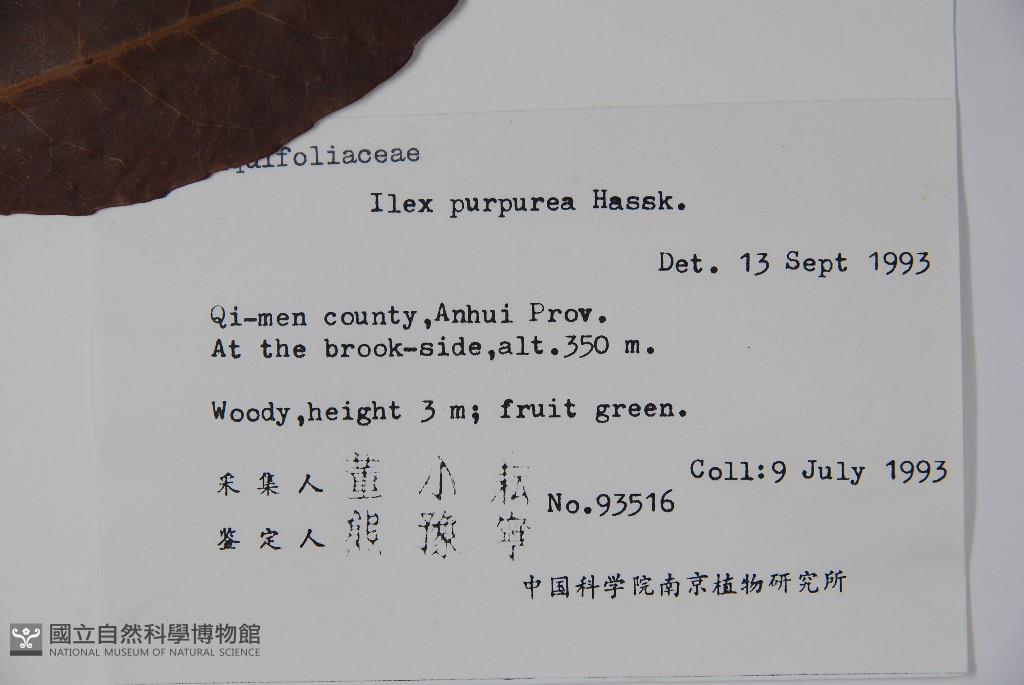 quifoliaceae
Ilex purpurea Hassk.
Det. 13 Sept 1993
Qi-men county,Anhui Prov.
At the brook-side,alt.350 m.
Woody,height 3 m; fruit green.
Coll:9 July 1993
采集人 董小耘
No.93516
鉴定人 熊豫宁
中国科学院南京植物研究所
國立自然科學博物館
NATIONAL MUSEUM OF NATURAL SCIENCE